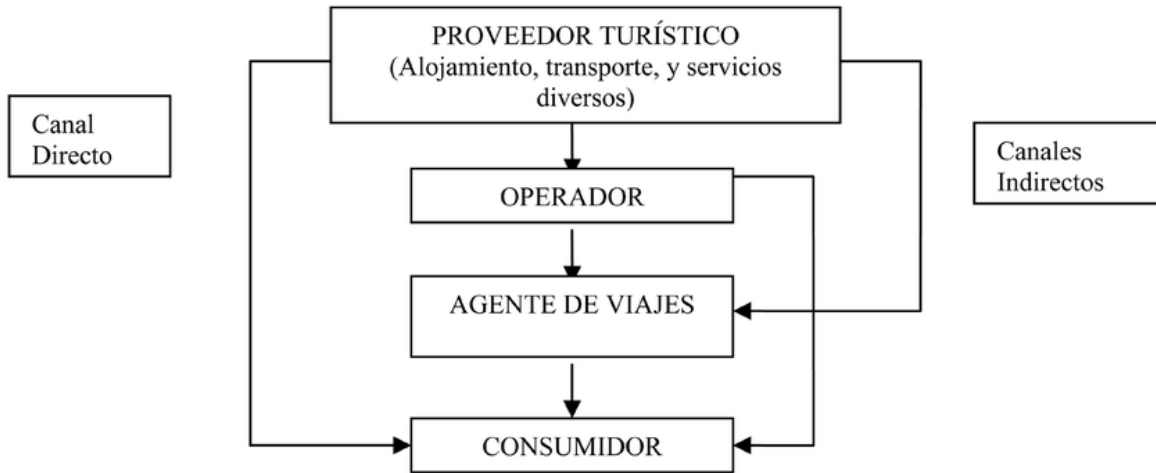 PROVEEDOR TURÍSTICO
(Alojamiento, transporte, y servicios
diversos)
Canal
Directo
Canales
Indirectos
OPERADOR
AGENTE DE VIAJES
CONSUMIDOR